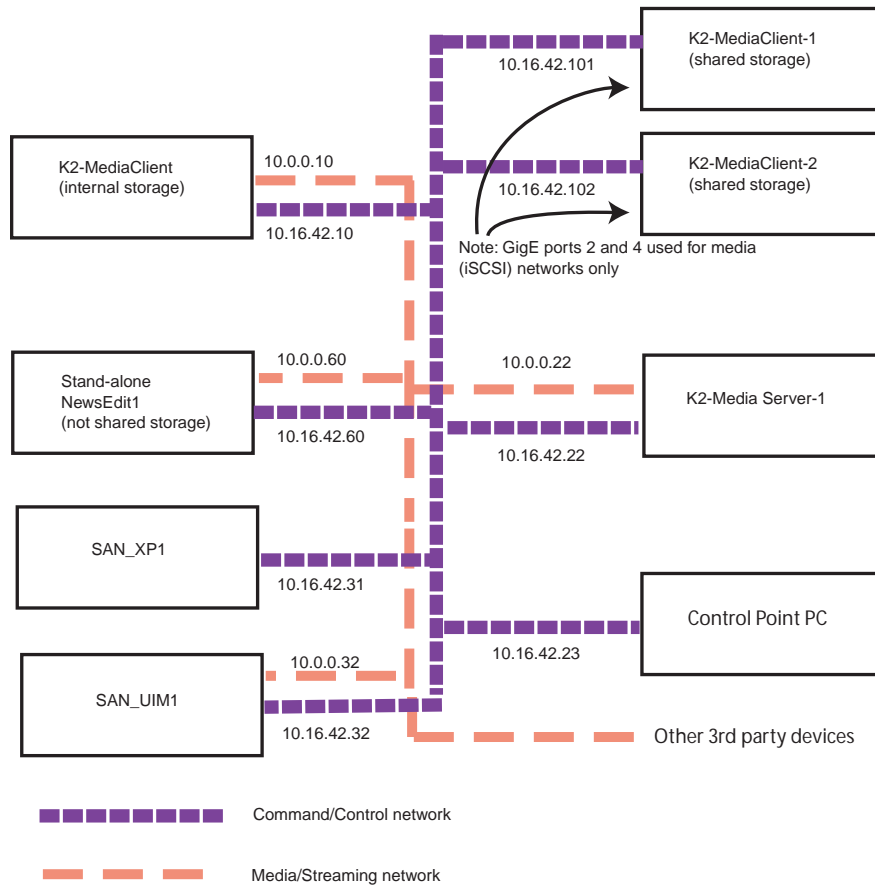 K2-MediaClient-1
(shared storage)
10.16.42.101
K2-MediaClient
(internal storage)
10.0.0.10
10.16.42.10
K2-MediaClient-2
(shared storage)
10.16.42.102
Note: GigE ports 2 and 4 used for media
(iSCSI) networks only
Stand-alone
NewsEdit1
(not shared storage)
10.0.0.60
10.16.42.60
10.0.0.22
10.16.42.22
K2-Media Server-1
SAN_XP1
10.16.42.31
Control Point PC
10.16.42.23
SAN_UIM1
10.0.0.32
10.16.42.32
Other 3rd party devices
Command/Control network
Media/Streaming network